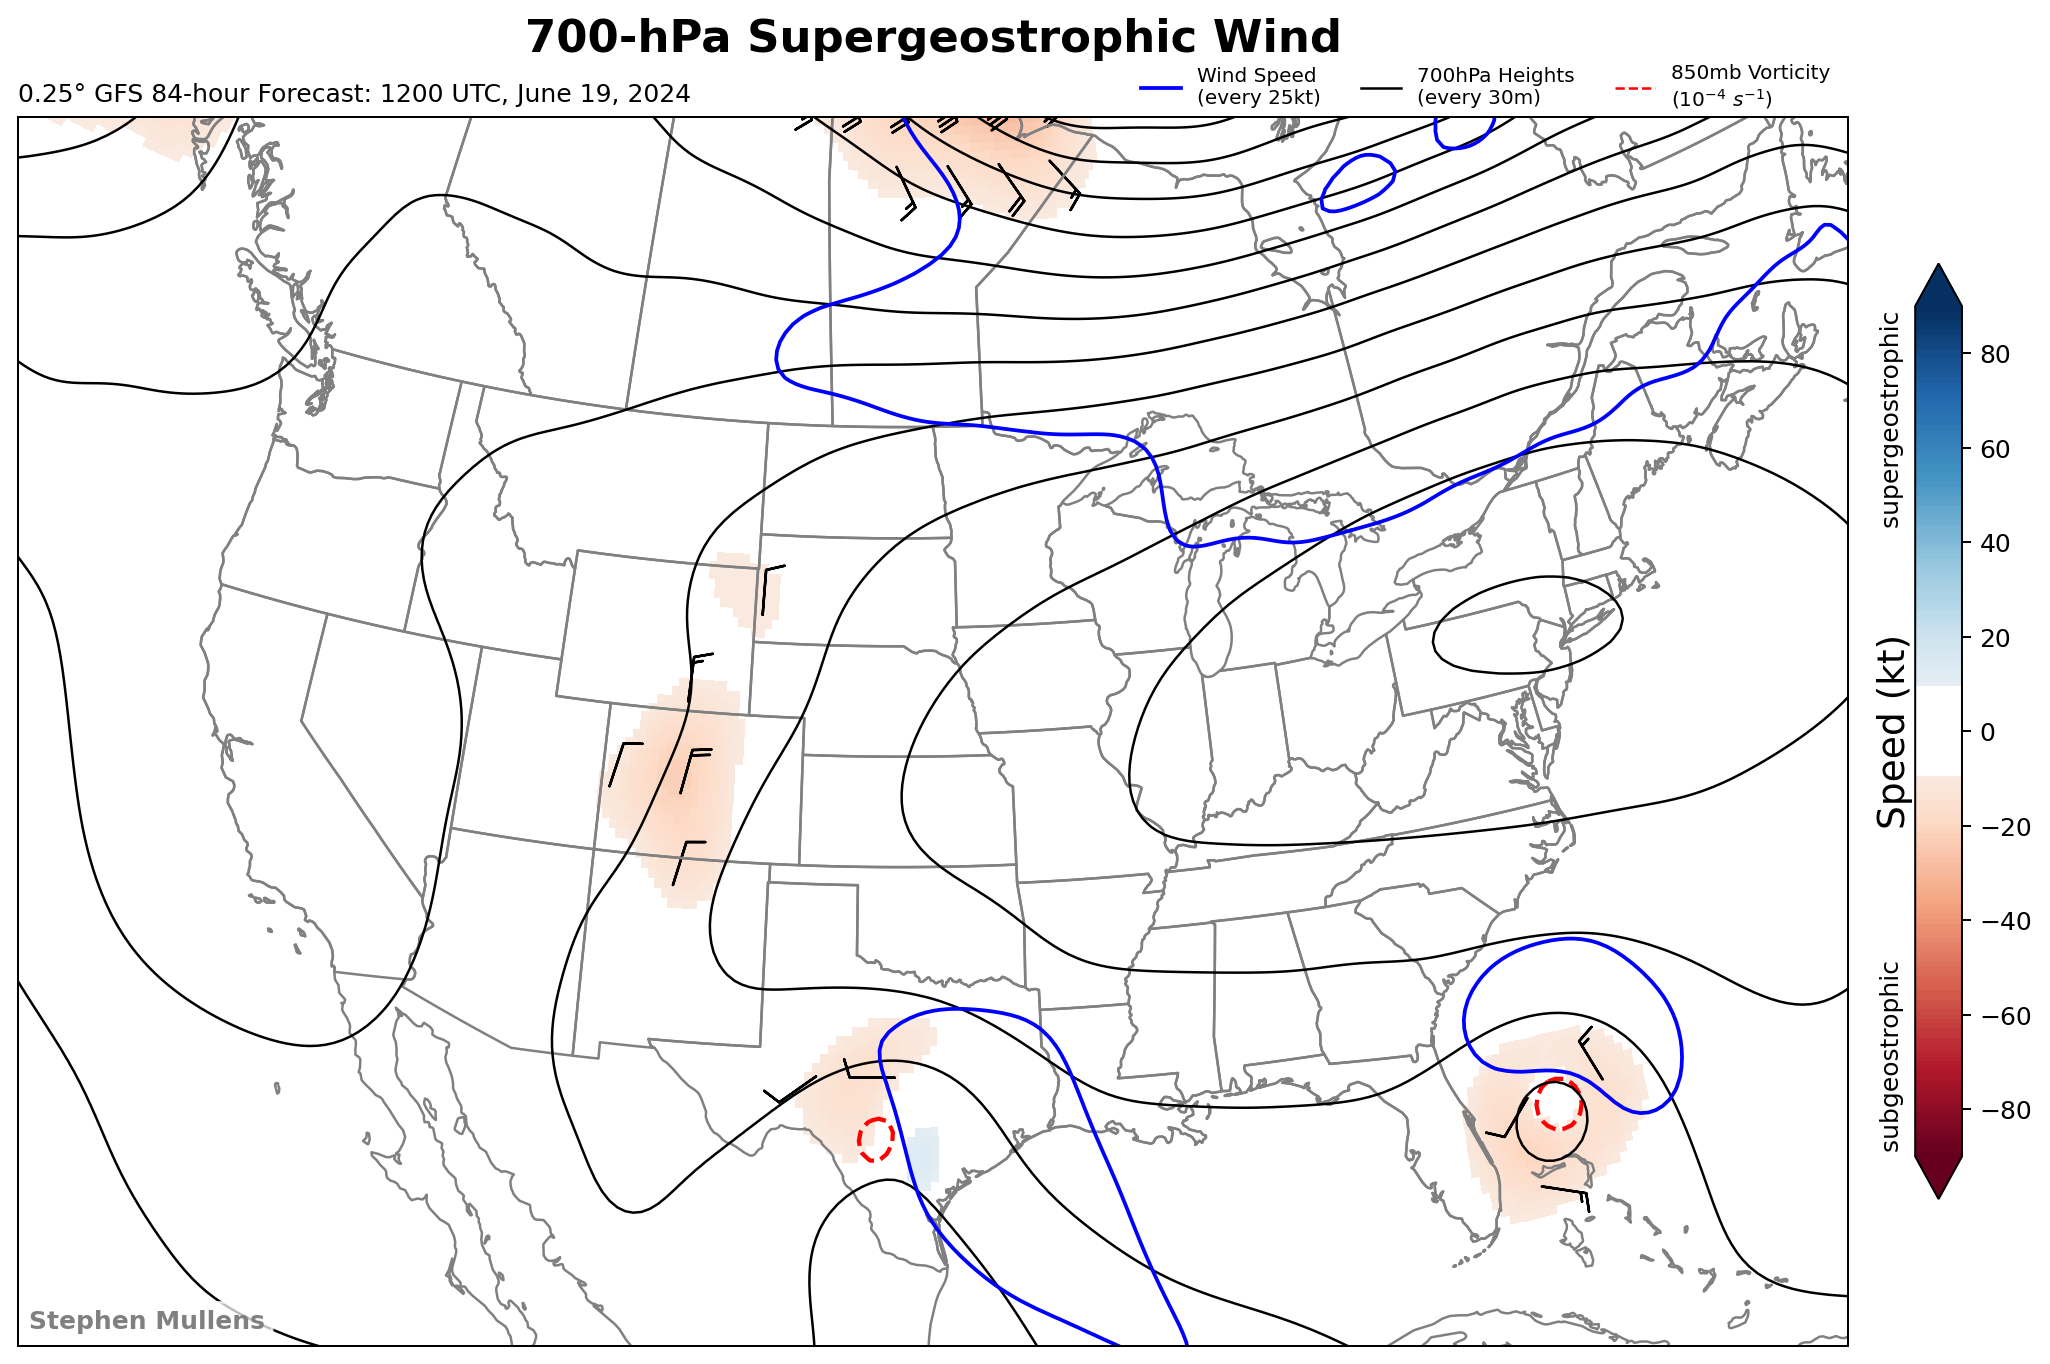 700-hPa Supergeostrophic Wind
0.25° GFS 84-hour Forecast: 1200 UTC, June 19, 2024
Wind Speed
(every 25kt)
700hPa Heights
(every 30m)
850mb Vorticity
(10⁻⁴ s⁻¹)
supergeostrophic
Speed (kt)
subgeostrophic
80
60
40
20
0
−20
−40
−60
−80
Stephen Mullens